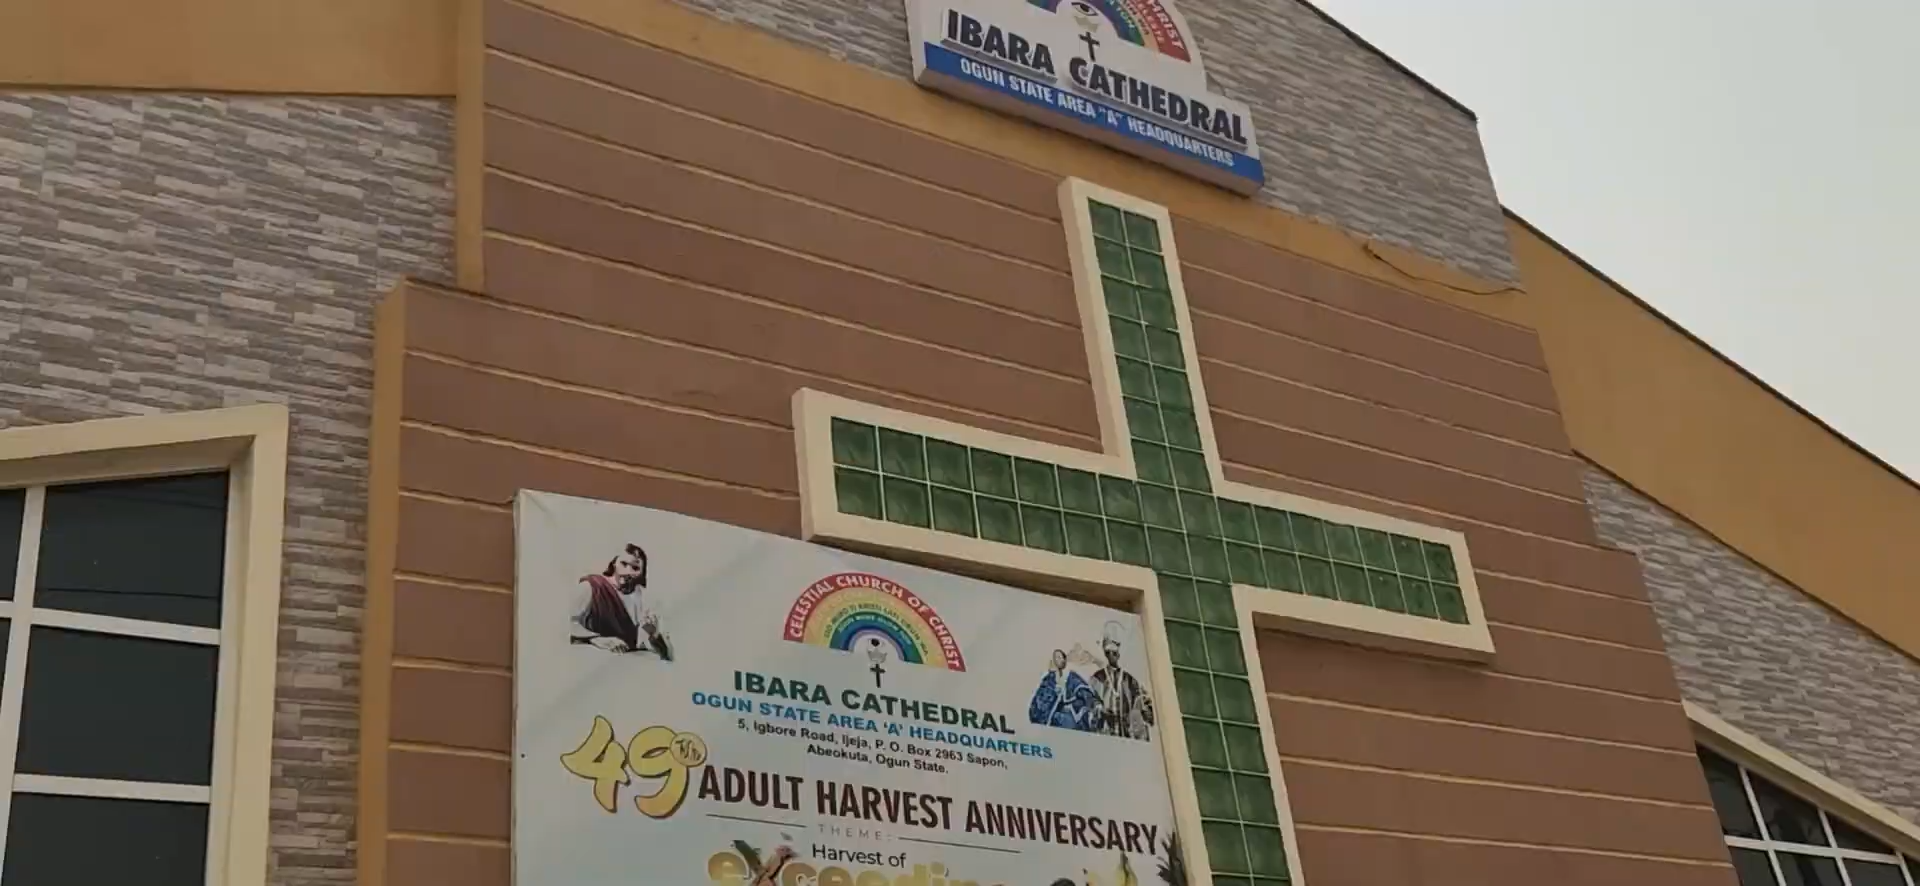 CHRIST
IBARA CATHEDRAL
OGUN STATE AREA "A" HEADQUARTERS
CELESTIAL CHURCH OF CHRIST
IBARA CATHEDRAL
OGUN STATE AREA 'A' HEADQUARTERS
5, Igbore Road, Ijeja, P. O. Box 2963 Sapon,
Abeokuta, Ogun State.
49TH ADULT HARVEST ANNIVERSARY
THEME:
Harvest of